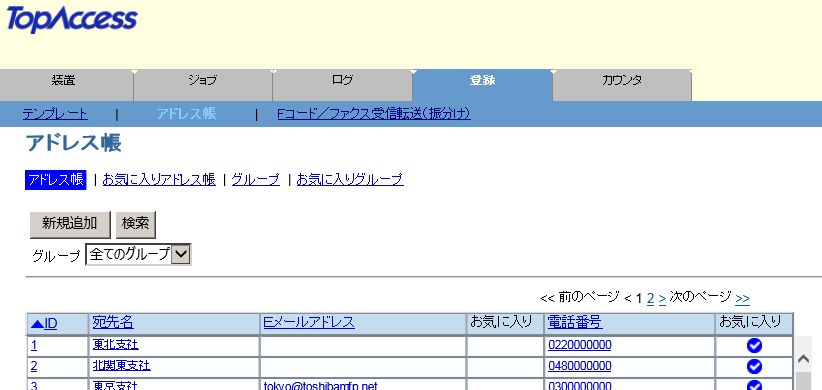 TopAccess
装置 ジョブ ログ 登録 カウンタ
テンプレート | アドレス帳 | Fコード/ファクス受信転送(振分け)
アドレス帳
アドレス帳 | お気に入りアドレス帳 | グループ | お気に入りグループ
新規追加 検索
グループ 全てのグループ
<< 前のページ < 1 2 > 次のページ >>
▲ID 宛先名 Eメールアドレス お気に入り 電話番号 お気に入り
1 東北支社 0220000000
2 北関東支社 0480000000
3 東京支社 tokyo@toshibamfp.net 0300000000